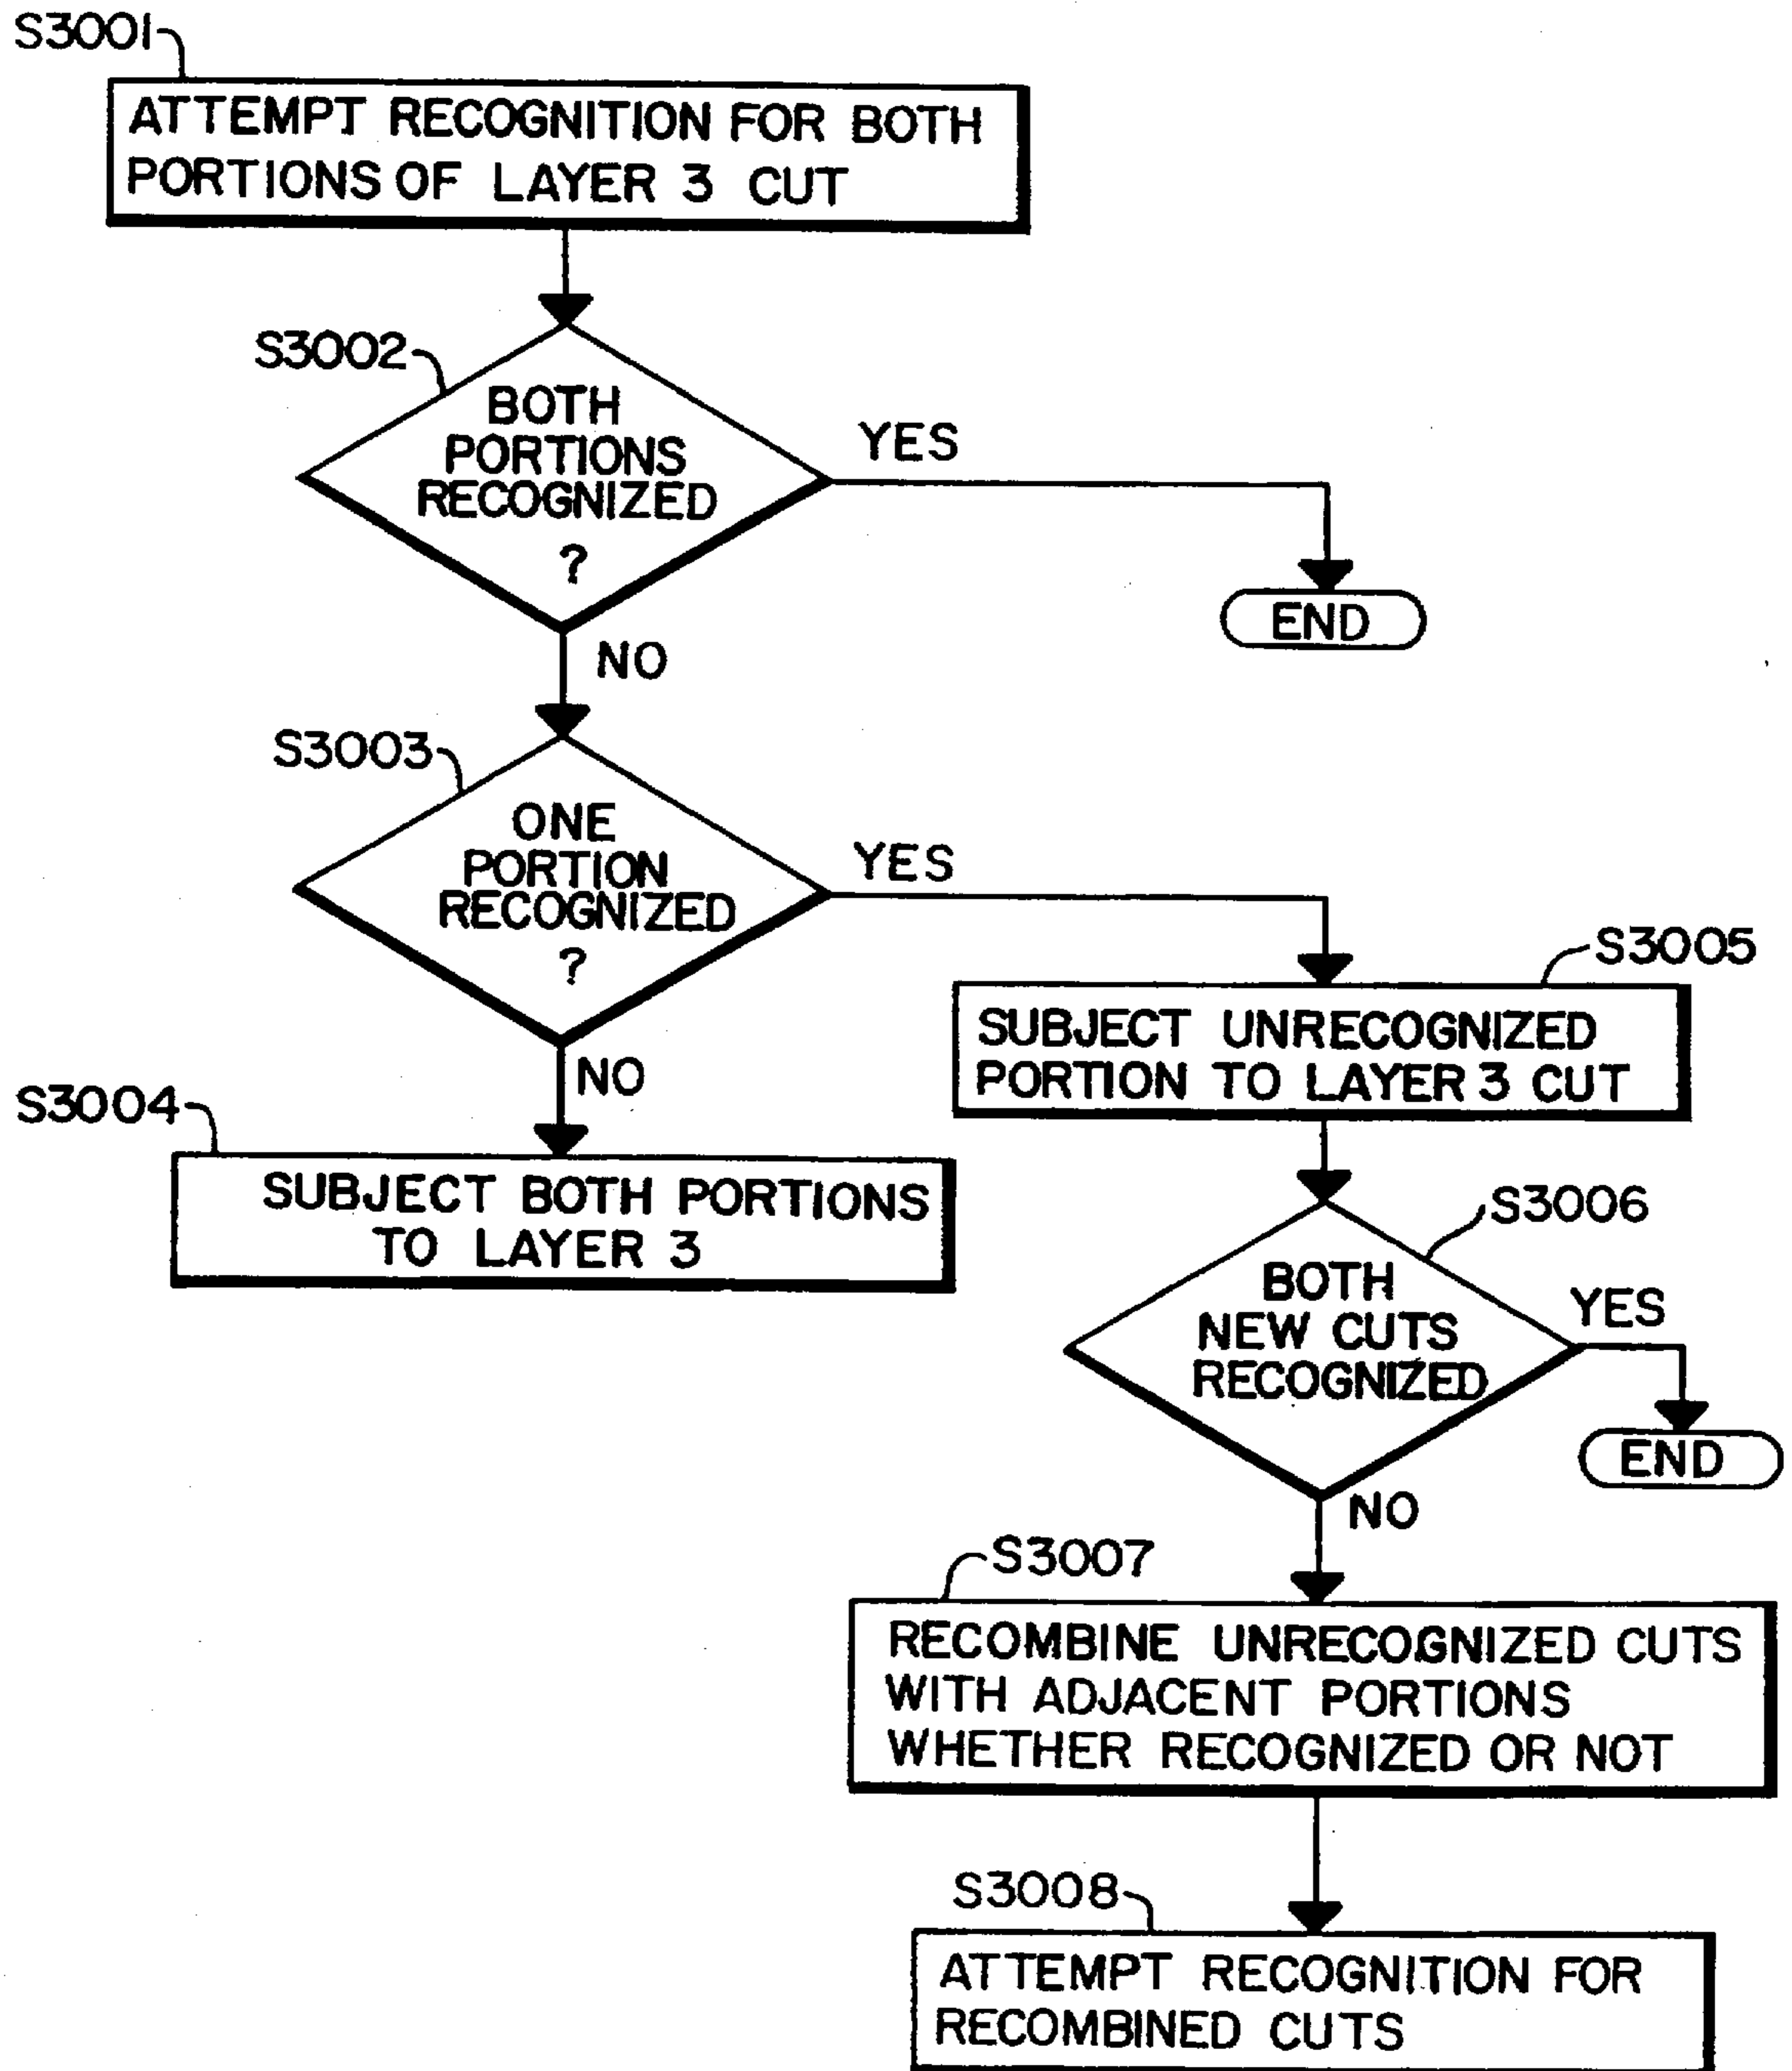 S3001
ATTEMPT RECOGNITION FOR BOTH
PORTIONS OF LAYER 3 CUT
S3002
BOTH
PORTIONS
RECOGNIZED
?
YES
END
NO
S3003
ONE
PORTION
RECOGNIZED
?
YES
NO
S3004
SUBJECT BOTH PORTIONS
TO LAYER 3
S3005
SUBJECT UNRECOGNIZED
PORTION TO LAYER 3 CUT
S3006
BOTH
NEW CUTS
RECOGNIZED
YES
END
NO
S3007
RECOMBINE UNRECOGNIZED CUTS
WITH ADJACENT PORTIONS
WHETHER RECOGNIZED OR NOT
S3008
ATTEMPT RECOGNITION FOR
RECOMBINED CUTS